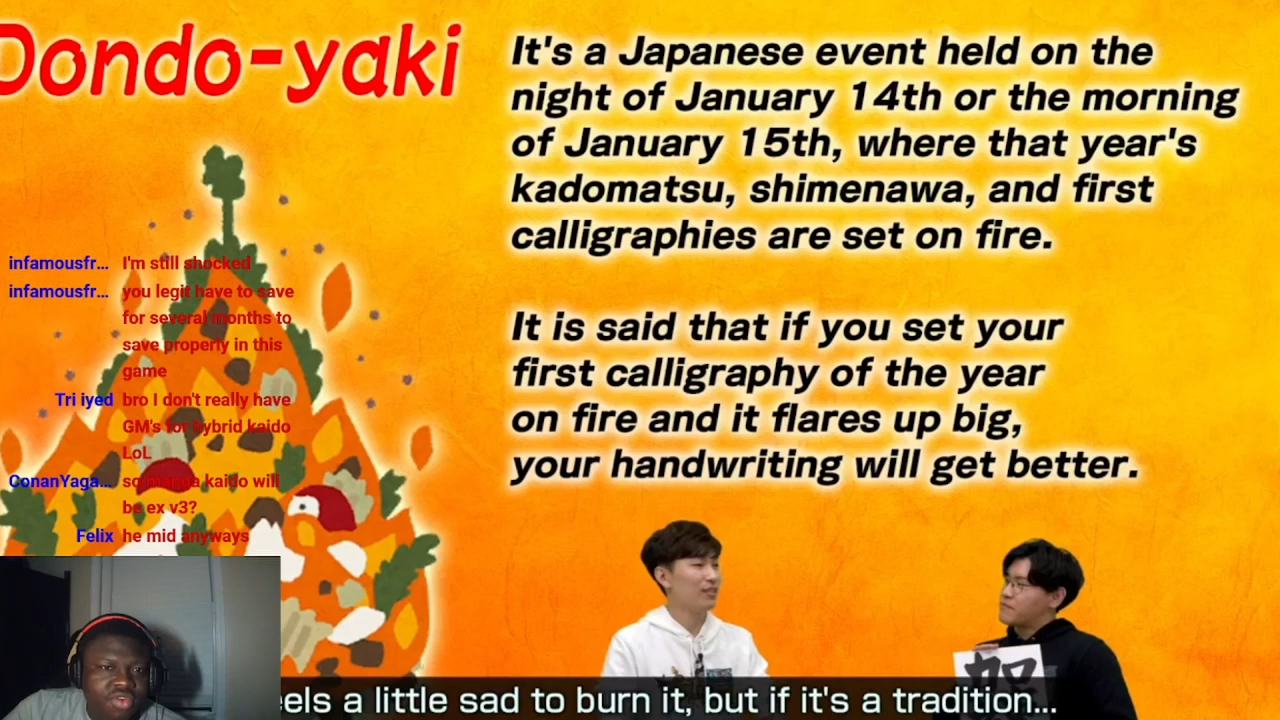 Dondo-yaki
It's a Japanese event held on the
night of January 14th or the morning
of January 15th, where that year's
kadomatsu, shimenawa, and first
calligraphies are set on fire.
It is said that if you set your
first calligraphy of the year
on fire and it flares up big,
your handwriting will get better.
infamousfr... I'm still shocked
infamousfr... you legit have to save
for several months to
save properly in this
game
Tri iyed bro I don't really have
GM's for hybrid kaido
LoL
ConanYaga... so manga kaido will
be ex v3?
Felix he mid anyways
a little sad to burn it, but if it's a tradition...